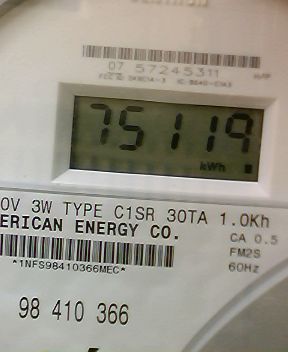 07 57245311
75119
kWh
0V 3W TYPE C1SR 30TA 1.0Kh
ERICAN ENERGY CO.
CA 0.5
FM2S
60Hz
*1NFS98410366MEC*
98 410 366